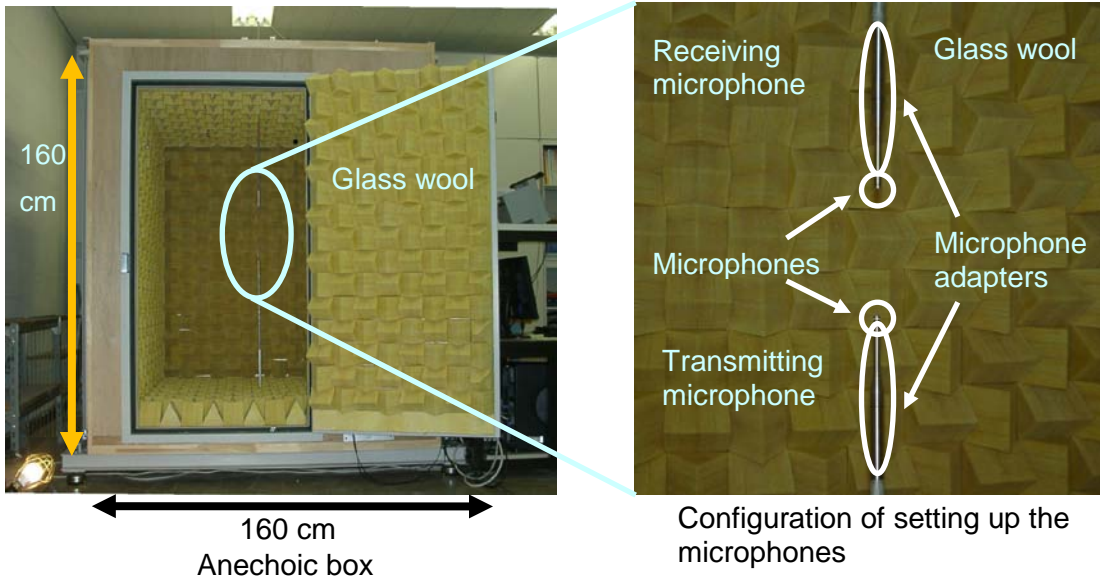 160
cm
Glass wool
160 cm
Anechoic box
Receiving
microphone
Glass wool
Microphones
Microphone
adapters
Transmitting
microphone
Configuration of setting up the
microphones